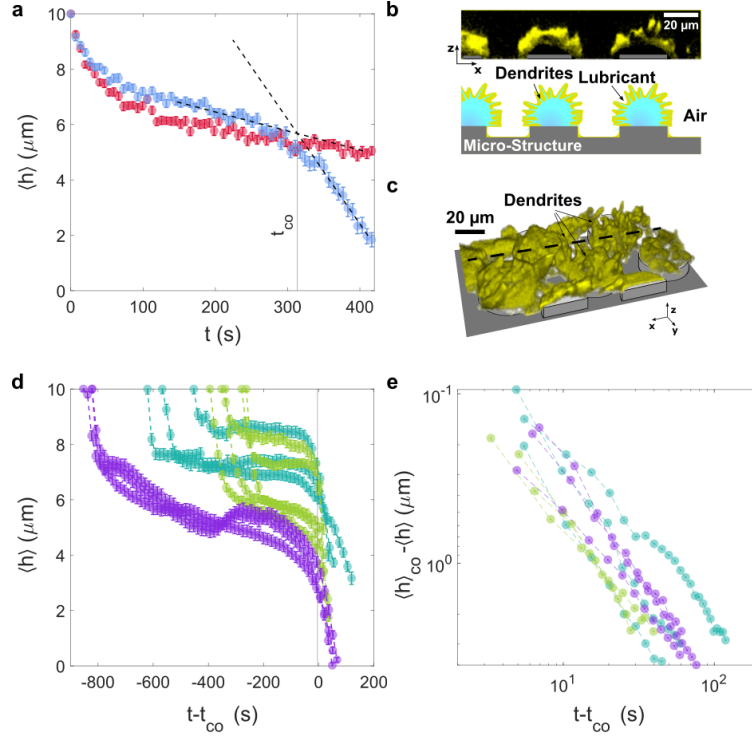 a
10
8
6
4
2
0
⟨h⟩ (μm)
t_co
0
100
200
300
400
t (s)
b
20 μm
z
x
Dendrites
Lubricant
Air
Micro-Structure
c
Dendrites
20 μm
z
x
y
d
10
8
6
4
2
0
⟨h⟩ (μm)
-800
-600
-400
-200
0
200
t-t_co (s)
e
10^-1
10^0
⟨h⟩_co-⟨h⟩ (μm)
10^1
10^2
t-t_co (s)